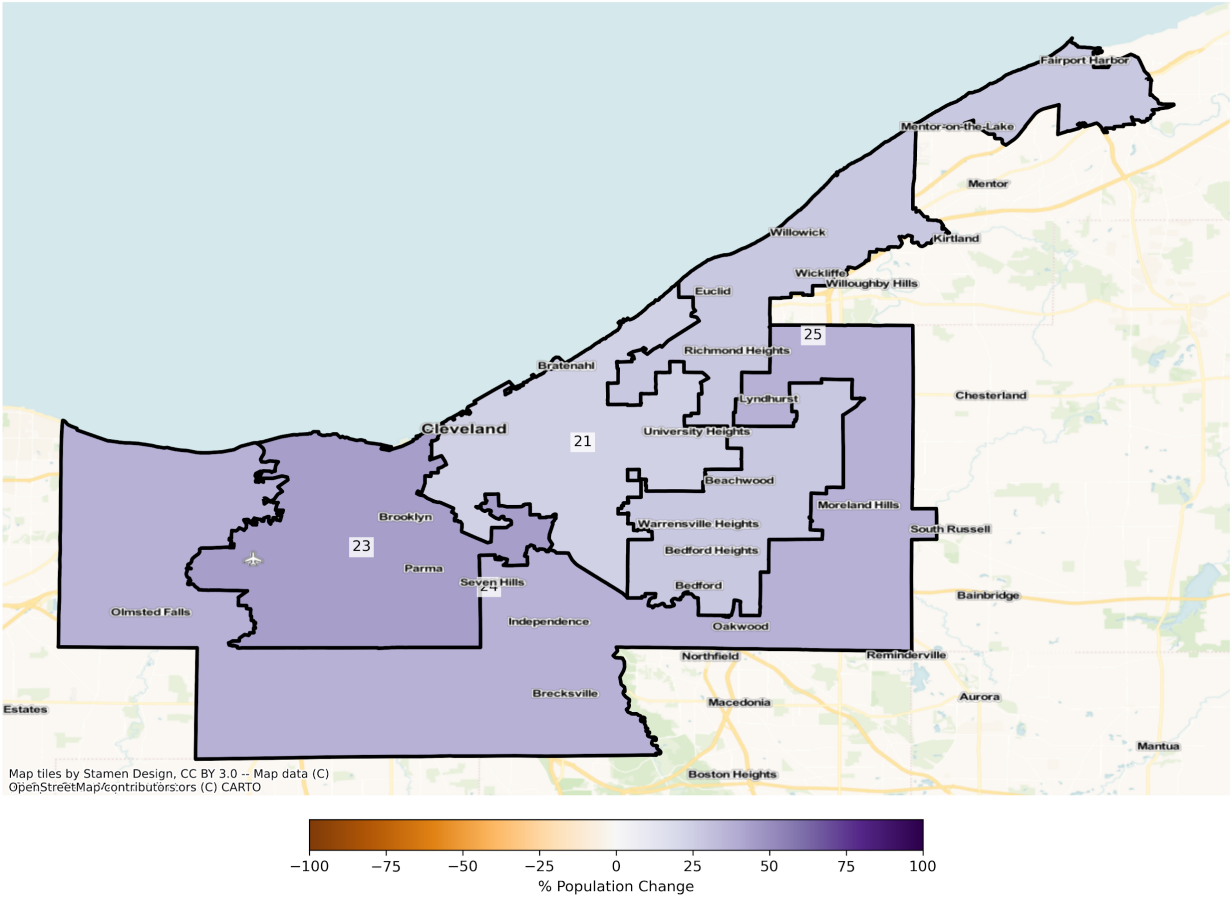 Fairport Harbor
Mentor-on-the-Lake
Mentor
Willowick
Kirtland
Wickliffe
Willoughby Hills
Euclid
25
Richmond Heights
Bratenahl
Chesterland
Lyndhurst
Cleveland
University Heights
21
Beachwood
Moreland Hills
Brooklyn
Warrensville Heights
South Russell
23
Bedford Heights
Parma
Seven Hills
24
Bedford
Bainbridge
Olmsted Falls
Independence
Oakwood
Northfield
Reminderville
Brecksville
Aurora
Macedonia
Estates
Mantua
Boston Heights
Map tiles by Stamen Design, CC BY 3.0 -- Map data (C)
OpenStreetMap contributors
(C) CARTO
−100 −75 −50 −25 0 25 50 75 100
% Population Change